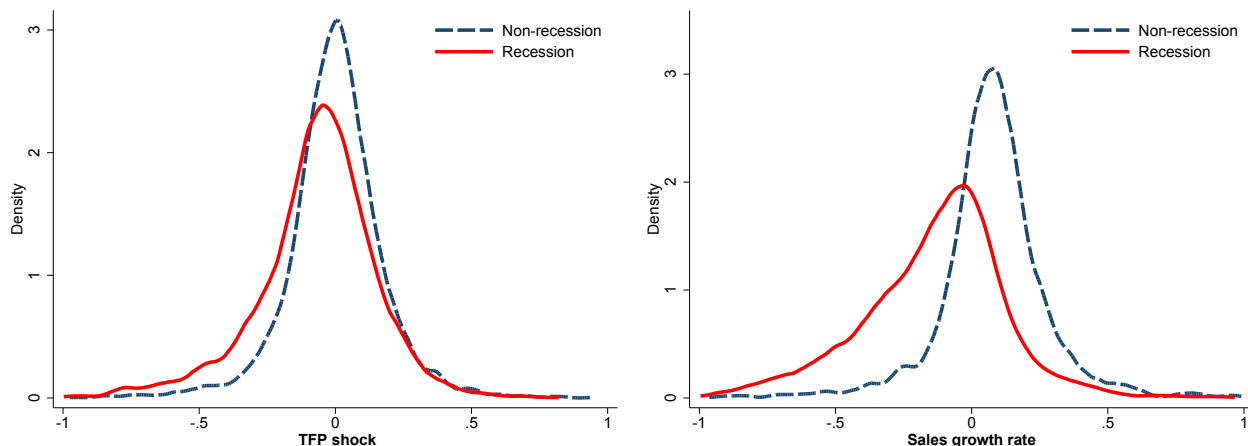 Non-recession
Recession
Density
0
1
2
3
-1
-.5
0
.5
1
TFP shock
Non-recession
Recession
Density
0
1
2
3
-1
-.5
0
.5
1
Sales growth rate